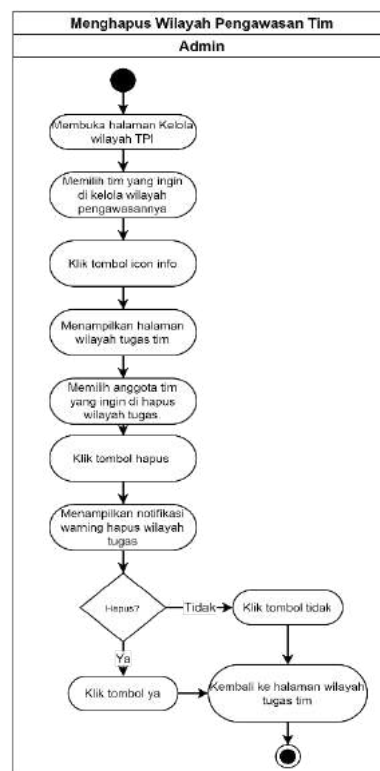 Menghapus Wilayah Pengawasan Tim
Admin
Membuka halaman Kelola
wilayah TPI
Memilih tim yang ingin
di kelola wilayah
pengawasannya
Klik tombol icon info
Menampilkan halaman
wilayah tugas tim
Memilih anggota tim
yang ingin di hapus
wilayah tugas.
Klik tombol hapus
Menampilkan notifikasi
warning hapus wilayah
tugas
Hapus?
Tidak
Klik tombol tidak
Ya
Klik tombol ya
Kembali ke halaman wilayah
tugas tim